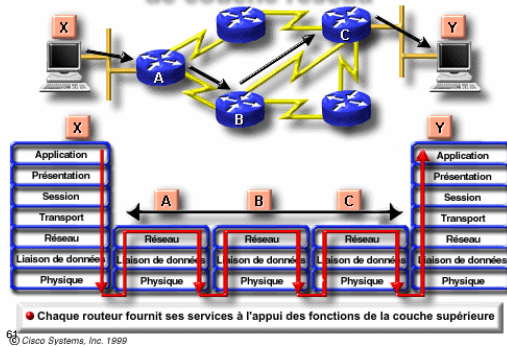 X
Y
A
B
C
X
Y
Application
Présentation
Session
Transport
Réseau
Liaison de données
Physique
A
B
C
Réseau
Liaison de données
Physique
Réseau
Liaison de données
Physique
Réseau
Liaison de données
Physique
Application
Présentation
Session
Transport
Réseau
Liaison de données
Physique
Chaque routeur fournit ses services à l'appui des fonctions de la couche supérieure
61
© Cisco Systems, Inc. 1999